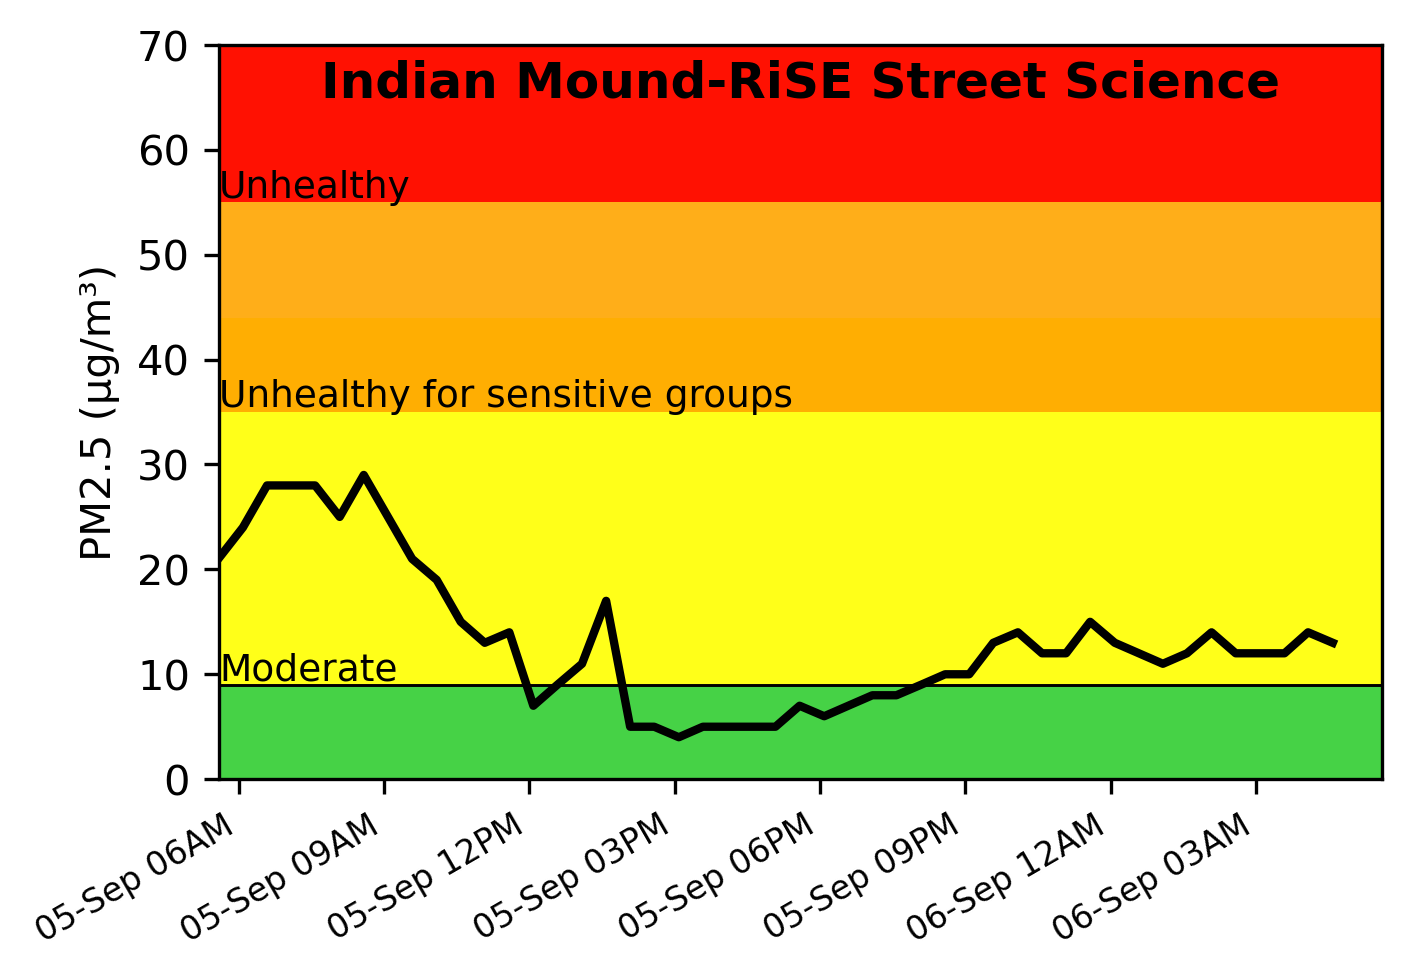 Indian Mound-RiSE Street Science
70
60
Unhealthy
50
40
Unhealthy for sensitive groups
30
20
10
Moderate
0
PM2.5 (μg/m³)
05-Sep 06AM
05-Sep 09AM
05-Sep 12PM
05-Sep 03PM
05-Sep 06PM
05-Sep 09PM
06-Sep 12AM
06-Sep 03AM